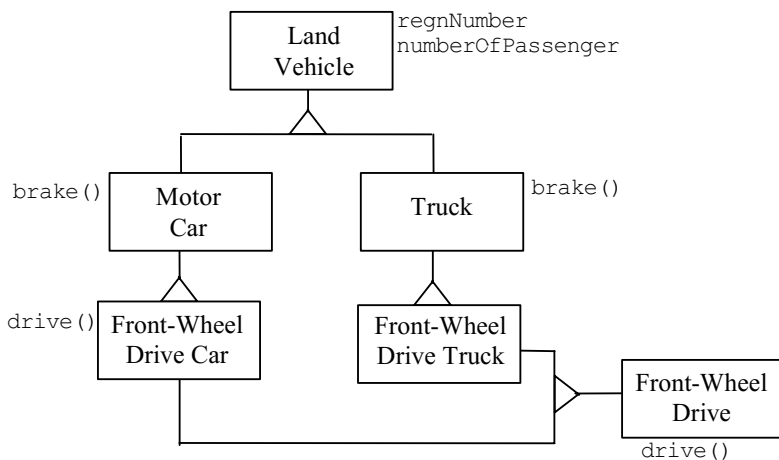 Land
Vehicle
regnNumber
numberOfPassenger
brake()
Motor
Car
Truck
brake()
drive()
Front-Wheel
Drive Car
Front-Wheel
Drive Truck
Front-Wheel
Drive
drive()